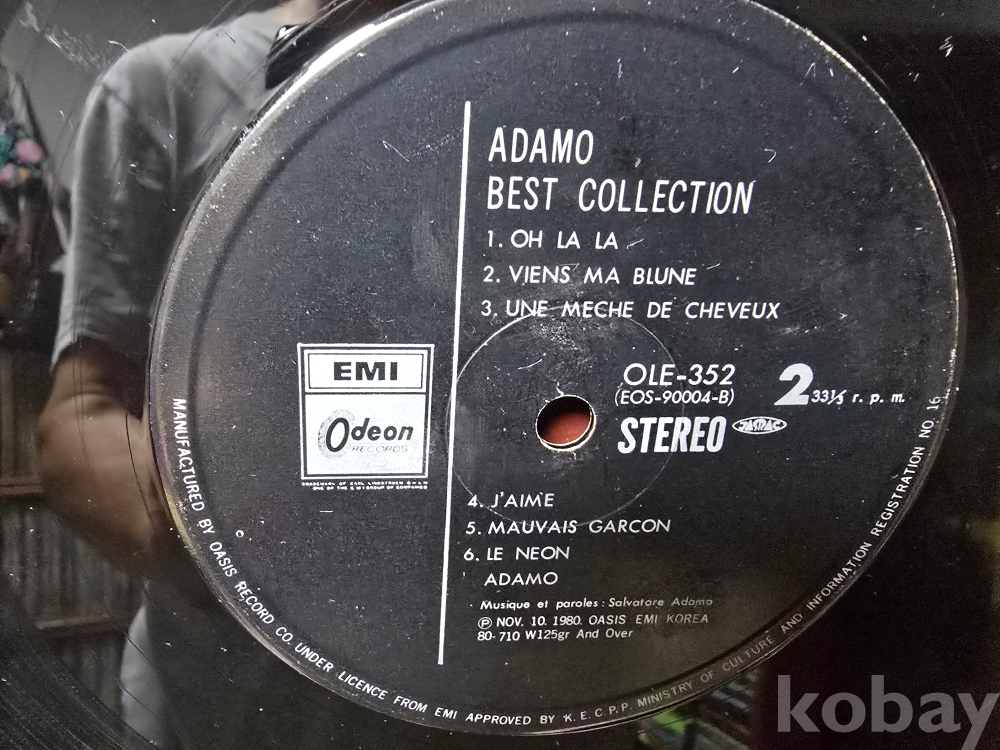 ADAMO
BEST COLLECTION
1. OH LA LA
2. VIENS MA BLUNE
3. UNE MECHE DE CHEVEUX
EMI
Odeon
RECORDS
OLE-352
(EOS-90004-B)
2
33⅓ r. p. m.
STEREO
JASRAC
4. J'AIME
5. MAUVAIS GARCON
6. LE NEON
ADAMO
Musique et paroles : Salvatore Adamo
Ⓟ NOV. 10. 1980. OASIS EMI KOREA
80-710 W125gr And Over
MANUFACTURED BY OASIS RECORD CO. UNDER LICENCE FROM EMI APPROVED BY K. E. C. P. P. MINISTRY OF CULTURE AND INFORMATION REGISTRATION NO. 16
kobay